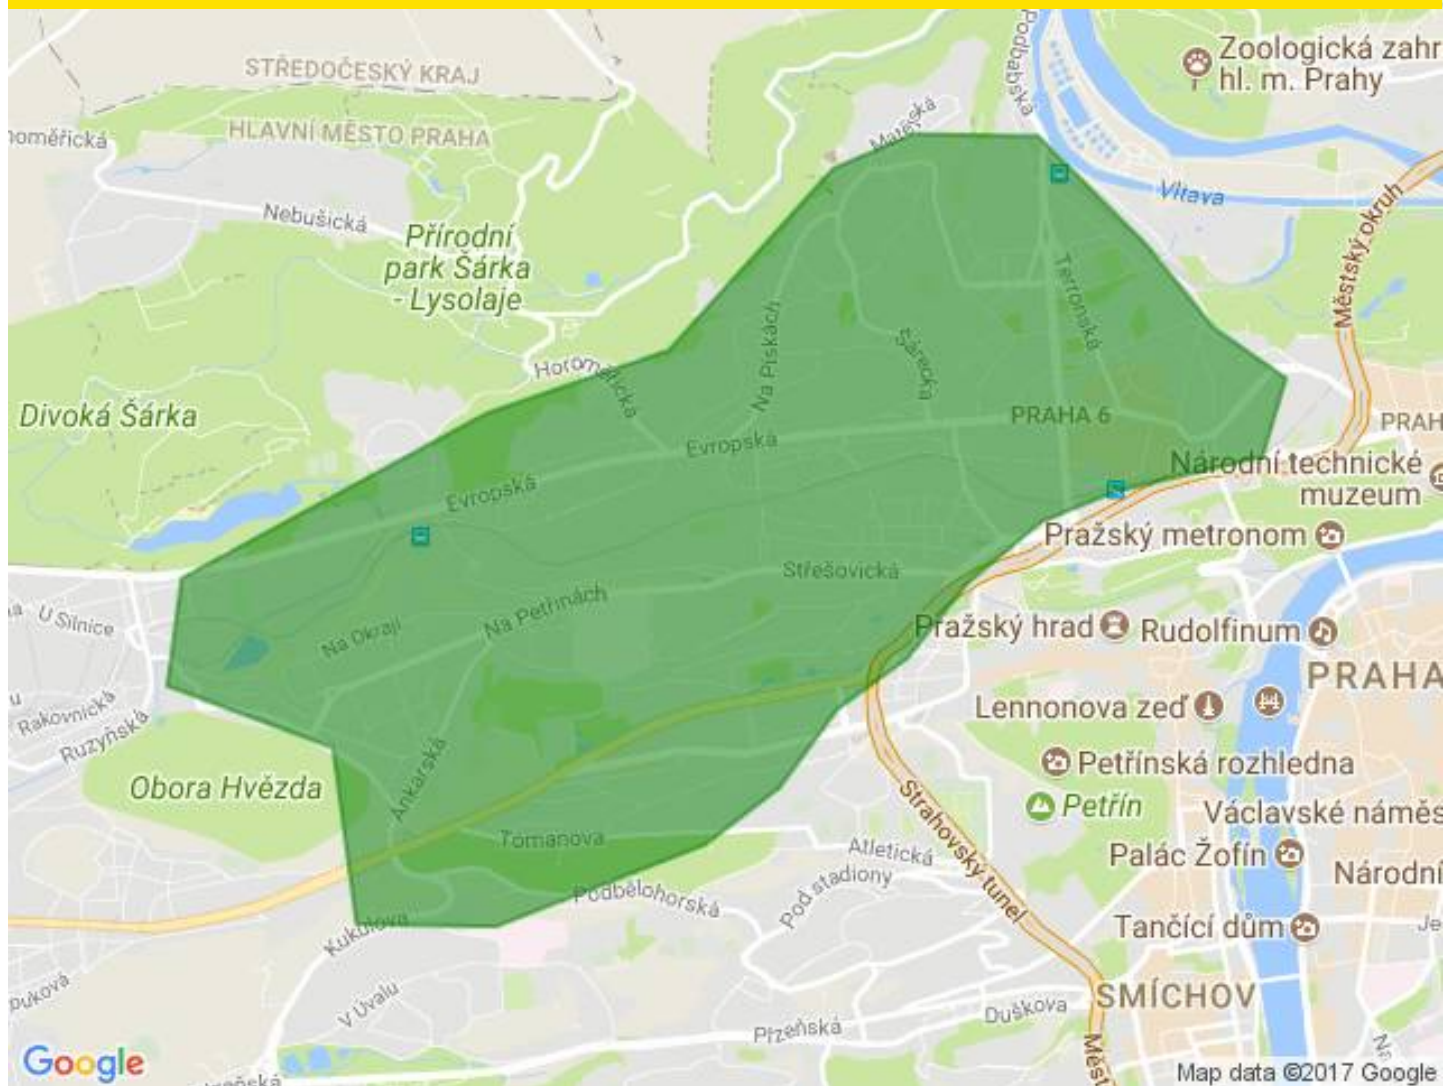 Podbabská
Zoologická zahr
hl. m. Prahy
STŘEDOČESKÝ KRAJ
Matějská
HLAVNÍ MĚSTO PRAHA
noměřická
Městský okruh
Vltava
Nebušická
Přírodní
park Šárka
- Lysolaje
Terronská
Na Pískách
Šárecká
Horoměřická
Divoká Šárka
PRAHA 6
PRAH
Evropská
Národní technické
muzeum
Evropská
Pražský metronom
Střešovická
U Silnice
Na Petřinách
Na Okraji
Pražský hrad
Rudolfinum
PRAHA
Rakovnická
Lennonova zeď
Ruzyňská
Petřínská rozhledna
Ankarská
Obora Hvězda
Petřín
Václavské náměs
Strahovský tunel
Tomanova
Atletická
Palác Žofín
Národní
Pod stadiony
Podbělohorská
Kukulova
Tančící dům
Je
V Úvalu
SMÍCHOV
Duškova
Plzeňská
Google
Měst
Na
Map data ©2017 Google